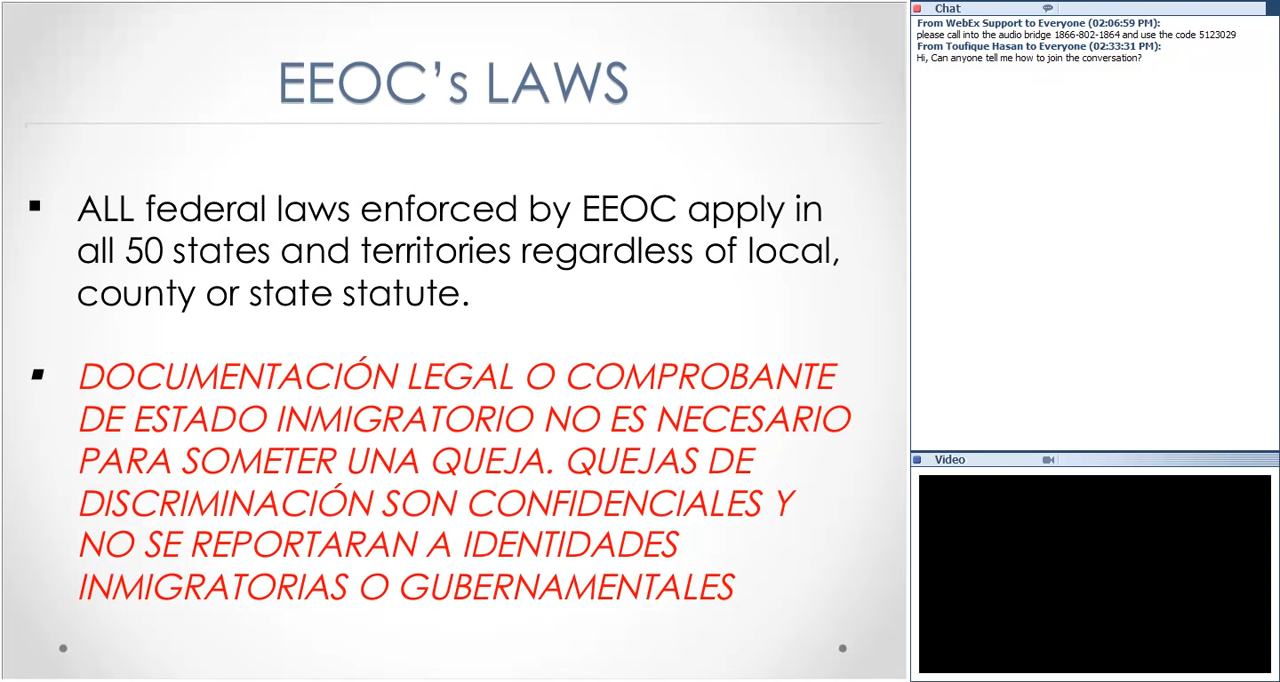 EEOC's LAWS
ALL federal laws enforced by EEOC apply in
all 50 states and territories regardless of local,
county or state statute.
DOCUMENTACIÓN LEGAL O COMPROBANTE
DE ESTADO INMIGRATORIO NO ES NECESARIO
PARA SOMETER UNA QUEJA. QUEJAS DE
DISCRIMINACIÓN SON CONFIDENCIALES Y
NO SE REPORTARAN A IDENTIDADES
INMIGRATORIAS O GUBERNAMENTALES
Chat
From WebEx Support to Everyone (02:06:59 PM):
please call into the audio bridge 1866-802-1864 and use the code 5123029
From Toufique Hasan to Everyone (02:33:31 PM):
Hi, Can anyone tell me how to join the conversation?
Video